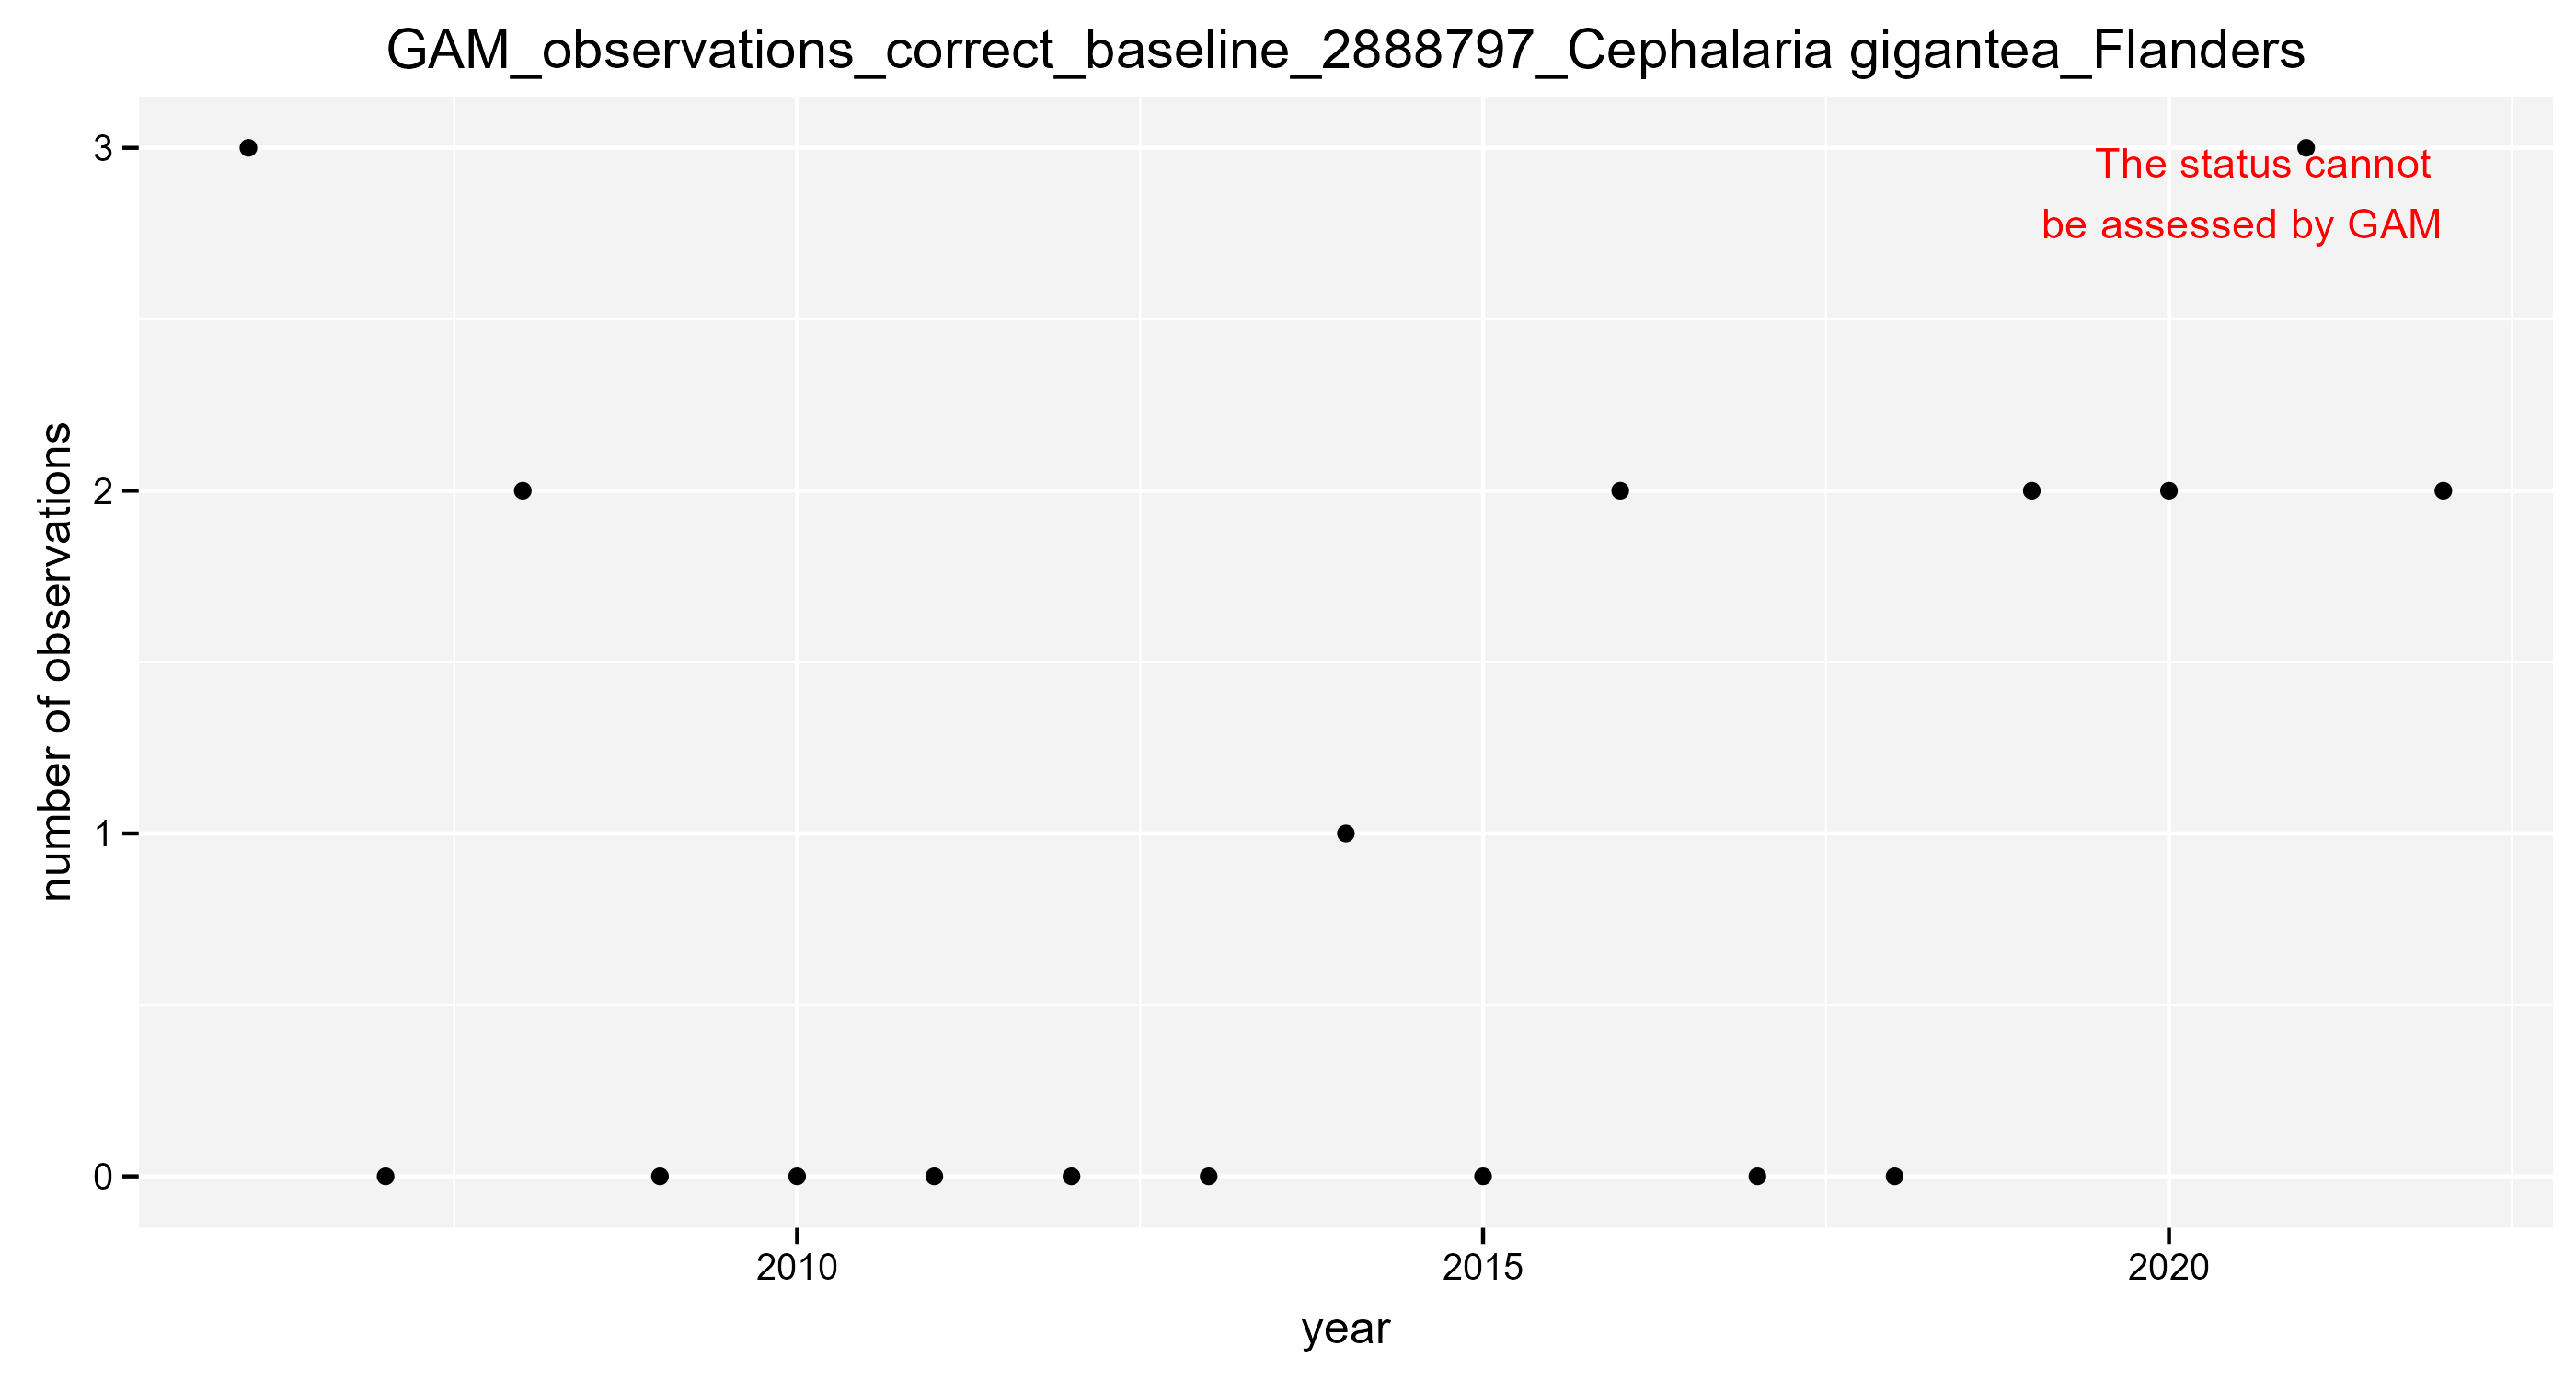 GAM_observations_correct_baseline_2888797_Cephalaria gigantea_Flanders
3
The status cannot
be assessed by GAM
2
number of observations
1
0
2010
2015
2020
year